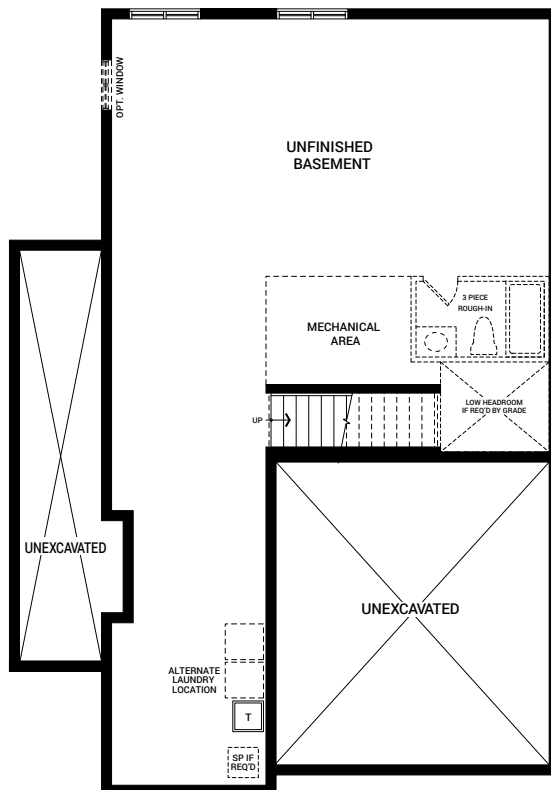 OPT. WINDOW
UNFINISHED
BASEMENT
3 PIECE
ROUGH-IN
MECHANICAL
AREA
LOW HEADROOM
IF REQ'D BY GRADE
UP
UNEXCAVATED
UNEXCAVATED
ALTERNATE
LAUNDRY
LOCATION
T
SP IF
REQ'D